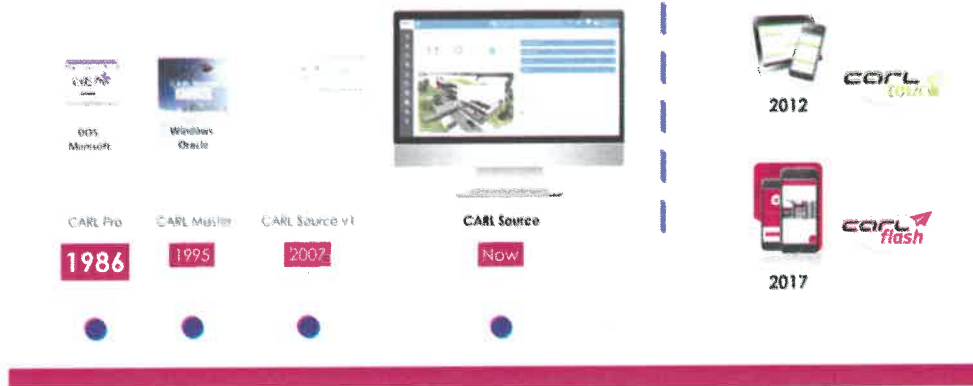 DOS
Windows
Oracle
CARL Pro
1986
CARL Master
1995
CARL Source v1
2007
CARL Source
Now
2012
CARL
touch
2017
CARL
flash